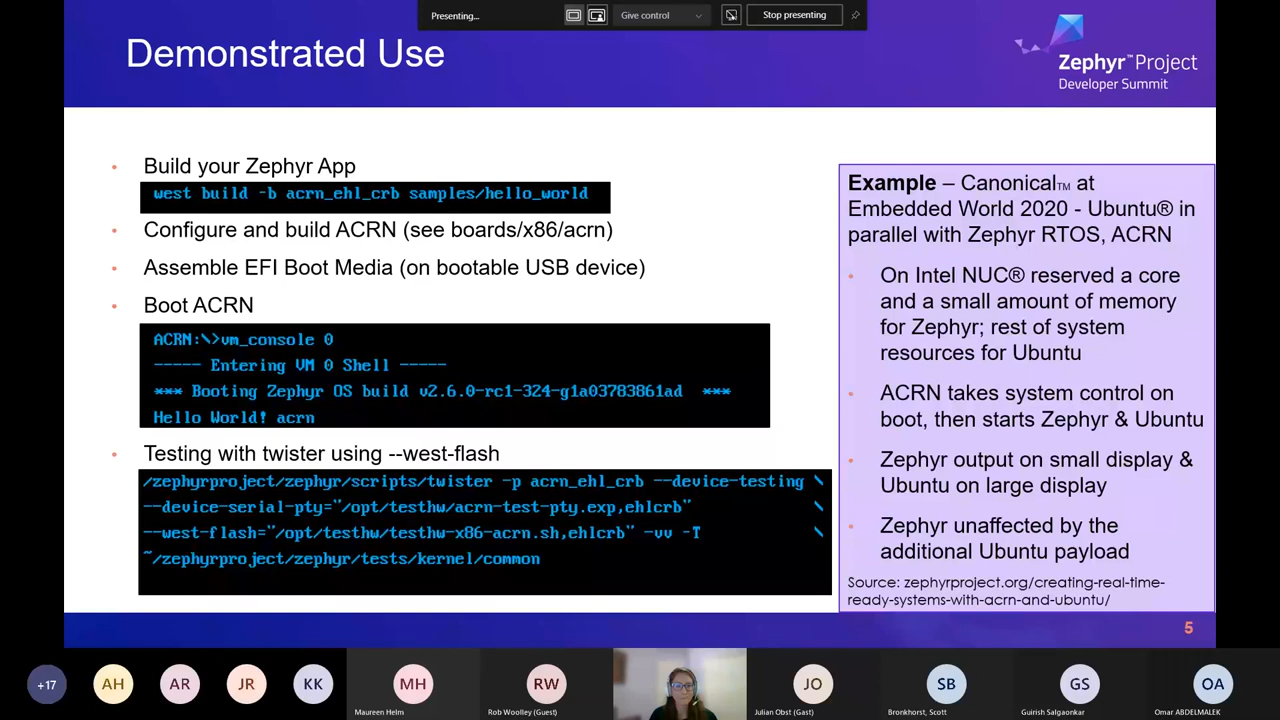 Presenting...
Give control
Stop presenting
Demonstrated Use
Zephyr™Project
Developer Summit
• Build your Zephyr App
west build -b acrn_ehl_crb samples/hello_world
• Configure and build ACRN (see boards/x86/acrn)
• Assemble EFI Boot Media (on bootable USB device)
• Boot ACRN
ACRN:\>vm_console 0
----- Entering VM 0 Shell -----
*** Booting Zephyr OS build v2.6.0-rc1-324-g1a03783861ad ***
Hello World! acrn
• Testing with twister using --west-flash
/zephyrproject/zephyr/scripts/twister -p acrn_ehl_crb --device-testing \
--device-serial-pty="/opt/testhw/acrn-test-pty.exp,ehlcrb" \
--west-flash="/opt/testhw/testhw-x86-acrn.sh,ehlcrb" -vv -T \
~/zephyrproject/zephyr/tests/kernel/common
Example – Canonical™ at
Embedded World 2020 - Ubuntu® in
parallel with Zephyr RTOS, ACRN
• On Intel NUC® reserved a core
and a small amount of memory
for Zephyr; rest of system
resources for Ubuntu
• ACRN takes system control on
boot, then starts Zephyr & Ubuntu
• Zephyr output on small display &
Ubuntu on large display
• Zephyr unaffected by the
additional Ubuntu payload
Source: zephyrproject.org/creating-real-time-
ready-systems-with-acrn-and-ubuntu/
5
+17
AH
AR
JR
KK
MH
RW
JO
SB
GS
OA
Maureen Helm
Rob Woolley (Guest)
Julian Obst (Gast)
Bronkhorst, Scott
Guirish Salgaonkar
Omar ABDELMALEK